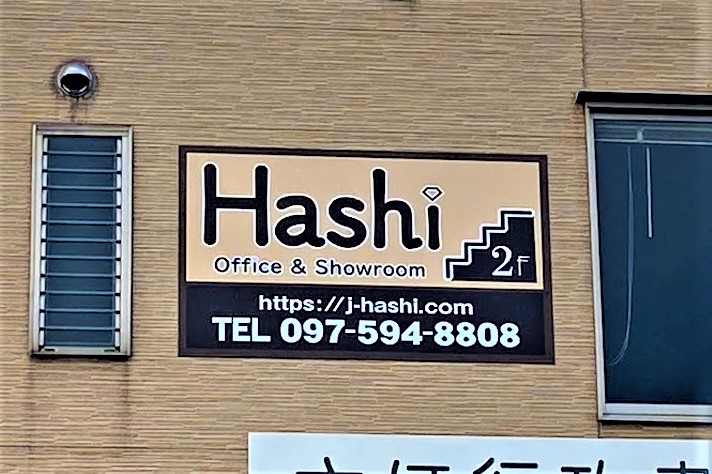 Hashi
Office & Showroom
2F
https://j-hashi.com
TEL 097-594-8808